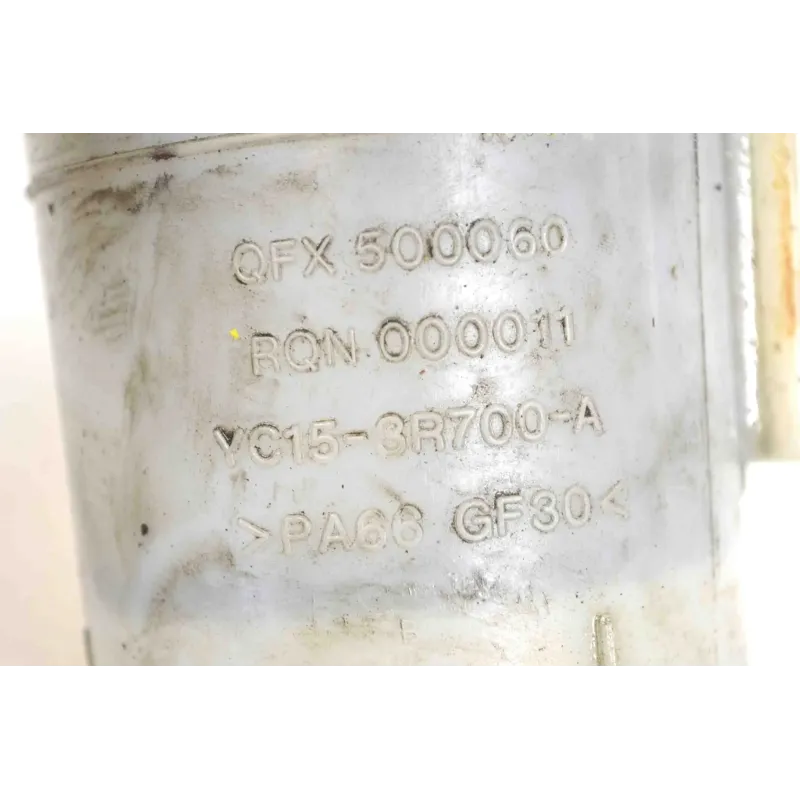 QFX 500060
RQN 000011
YC15-3R700-A
>PA66 GF30<